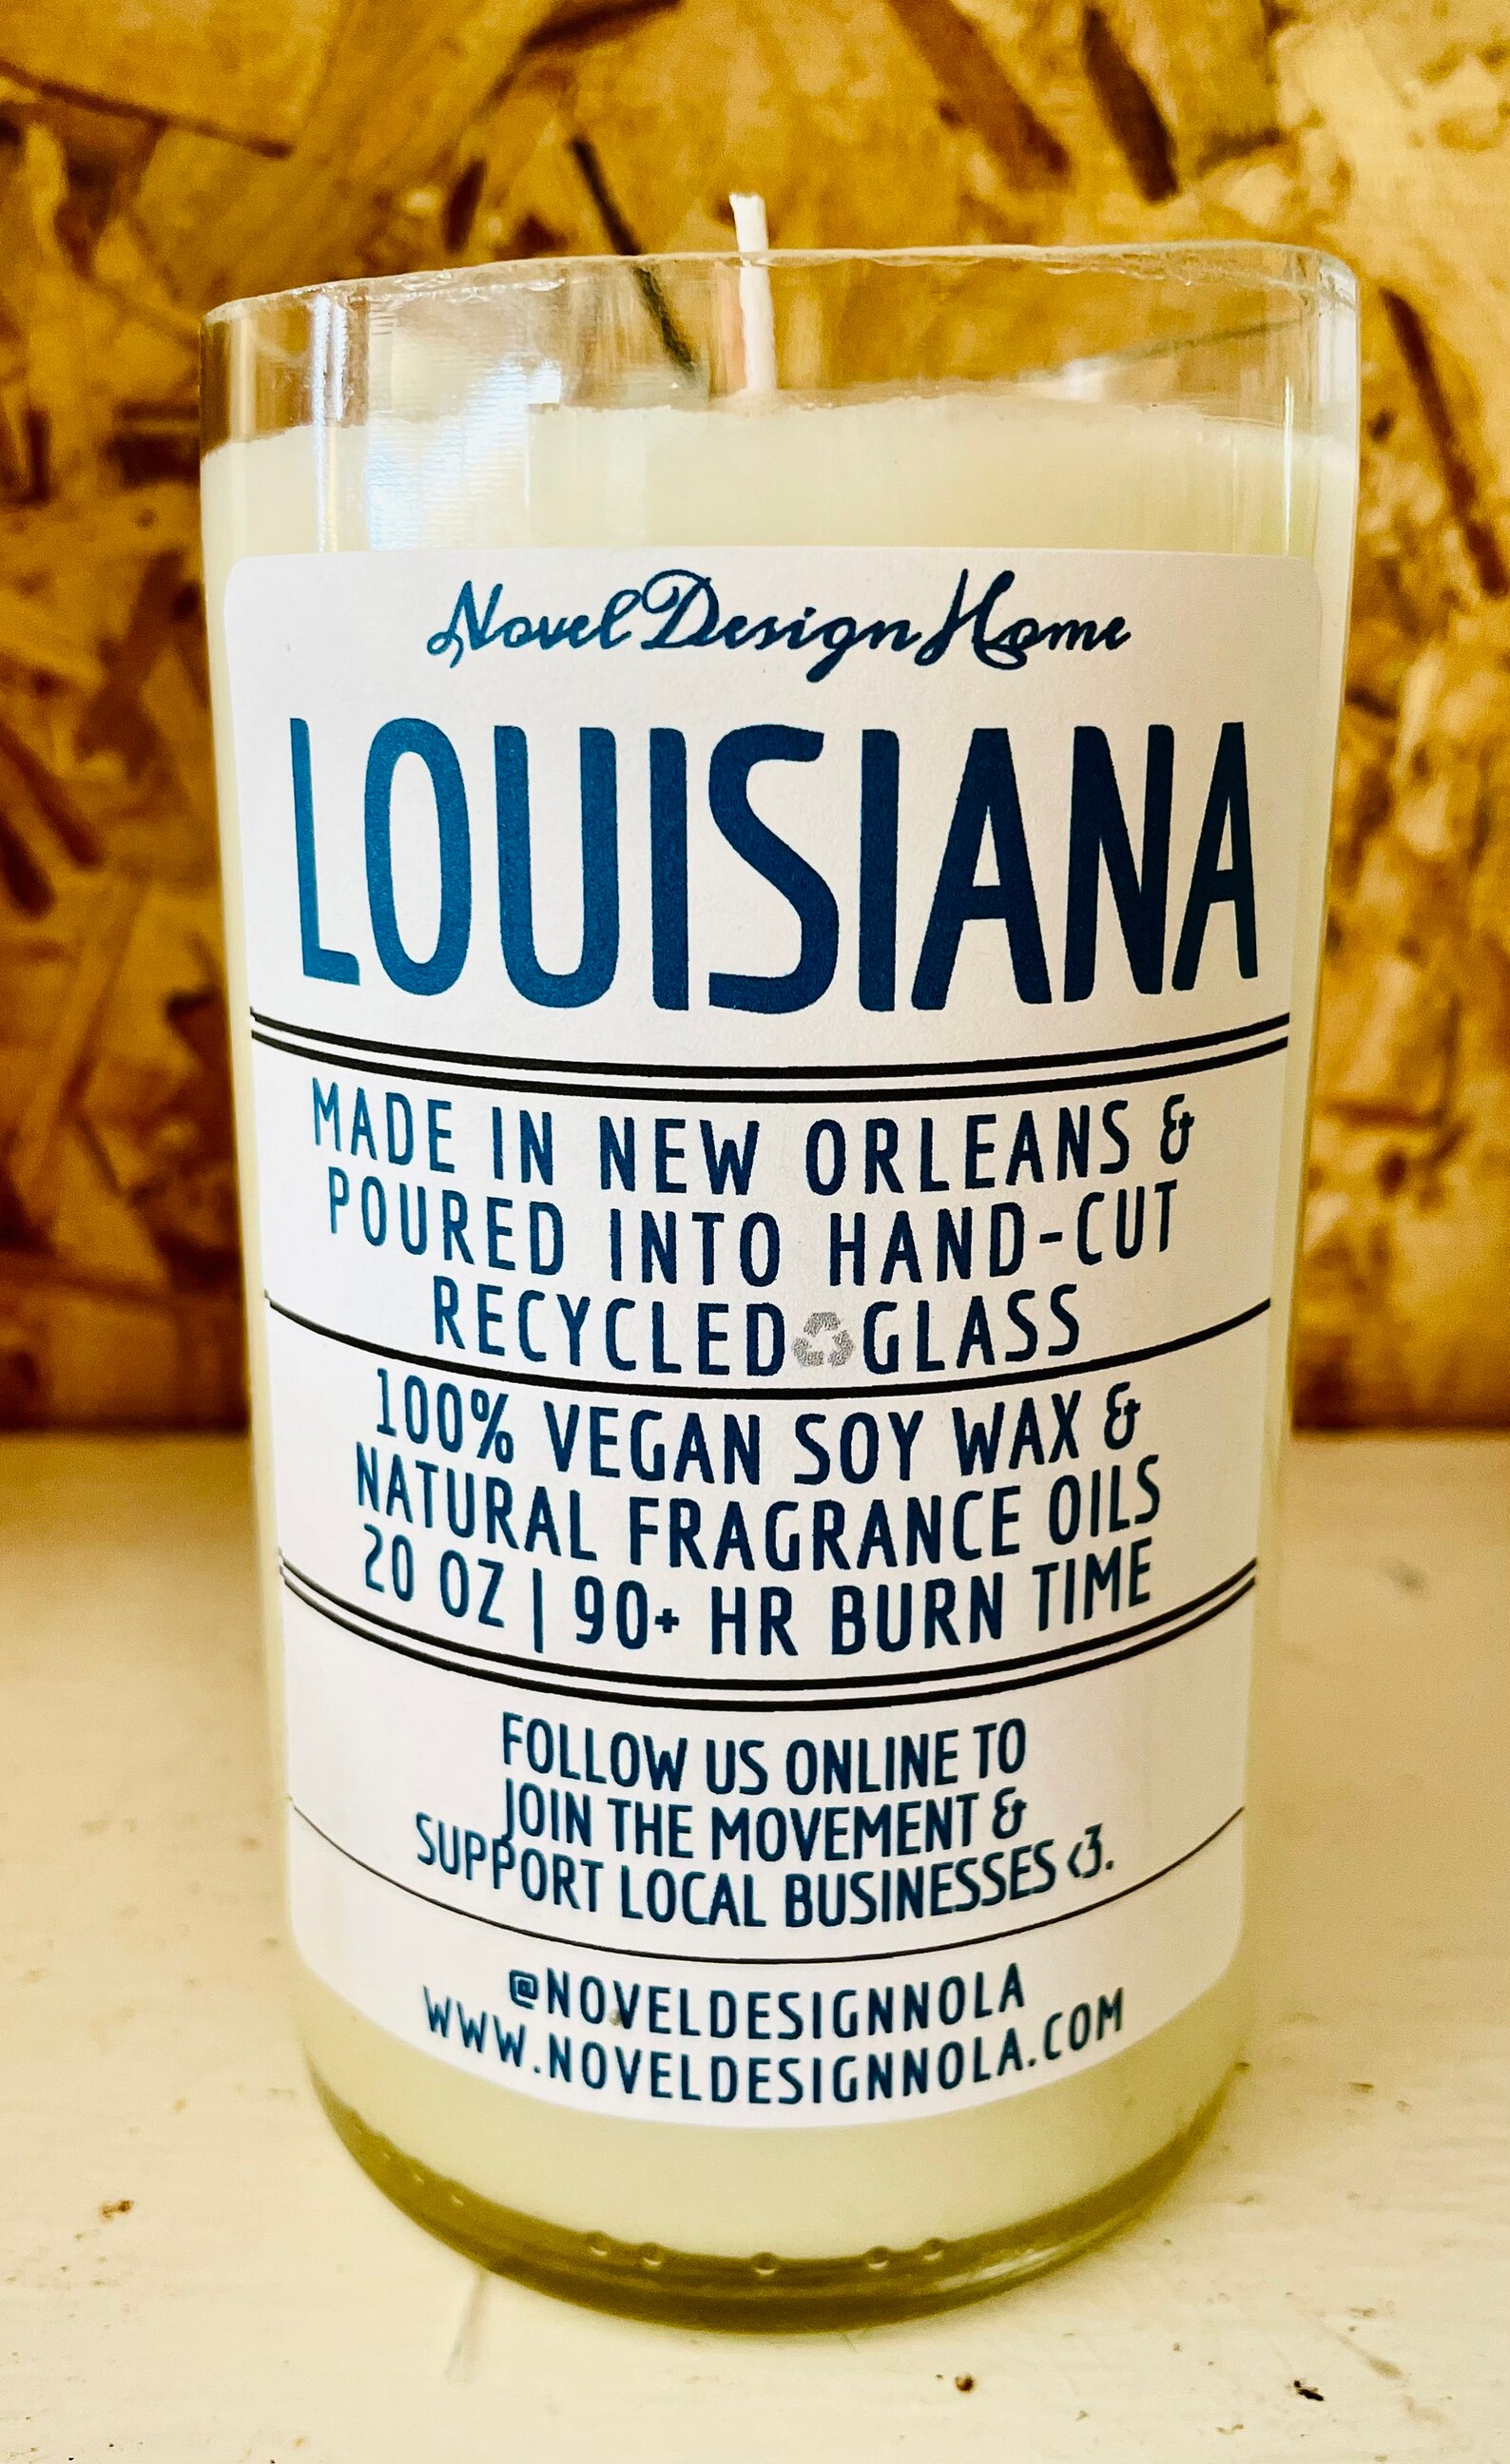 Novel Design Home
LOUISIANA
MADE IN NEW ORLEANS &
POURED INTO HAND-CUT
RECYCLED♻GLASS
100% VEGAN SOY WAX &
NATURAL FRAGRANCE OILS
20 OZ | 90+ HR BURN TIME
FOLLOW US ONLINE TO
JOIN THE MOVEMENT &
SUPPORT LOCAL BUSINESSES <3.
@NOVELDESIGNNOLA
WWW.NOVELDESIGNNOLA.COM